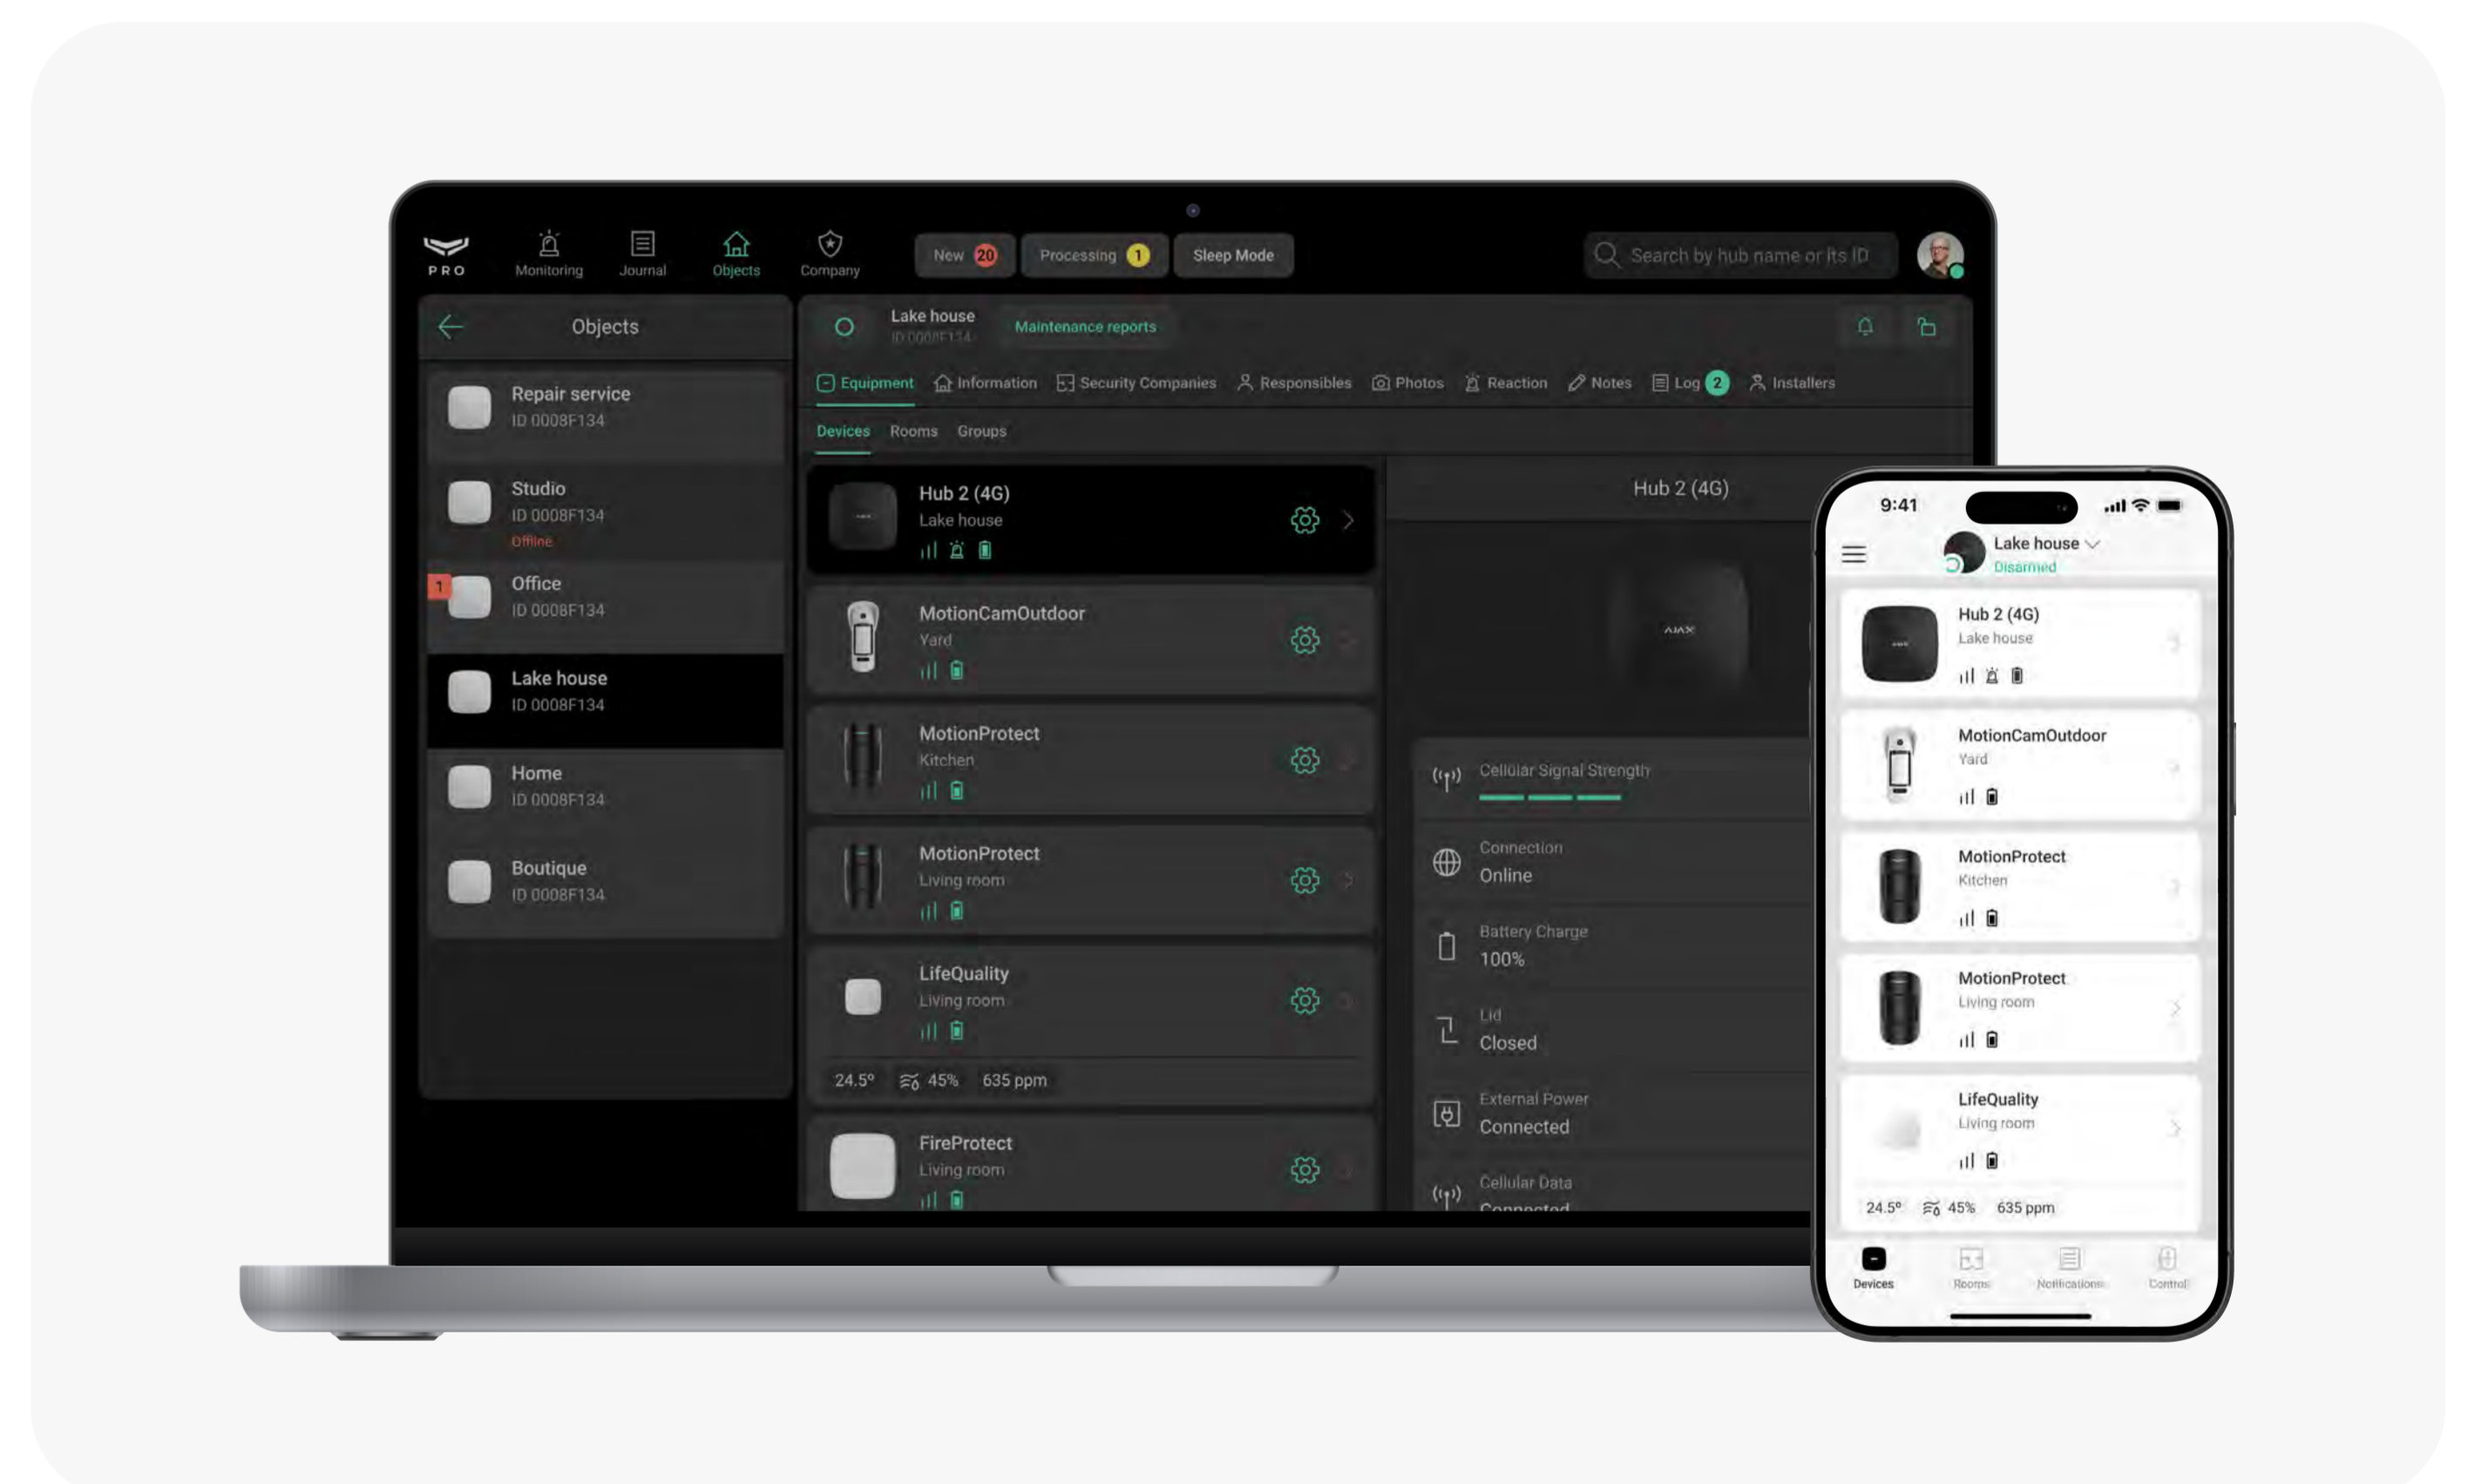 PRO
Monitoring
Journal
Objects
Company
New 20
Processing 1
Sleep Mode
Search by hub name or its ID
Objects
Repair service
ID 0008F134
Studio
ID 0008F134
Offline
1
Office
ID 0008F134
Lake house
ID 0008F134
Home
ID 0008F134
Boutique
ID 0008F134
Lake house
ID 0008F134
Maintenance reports
Equipment Information Security Companies Responsibles Photos Reaction Notes Log 2 Installers
Devices Rooms Groups
Hub 2 (4G)
Lake house
MotionCamOutdoor
Yard
MotionProtect
Kitchen
MotionProtect
Living room
LifeQuality
Living room
24.5° 45% 635 ppm
FireProtect
Living room
Hub 2 (4G)
AJAX
Cellular Signal Strength
Connection
Online
Battery Charge
100%
Lid
Closed
External Power
Connected
Cellular Data
Connected
9:41
Lake house
Disarmed
Hub 2 (4G)
Lake house
MotionCamOutdoor
Yard
MotionProtect
Kitchen
MotionProtect
Living room
LifeQuality
Living room
24.5° 45% 635 ppm
Devices Rooms Notifications Control